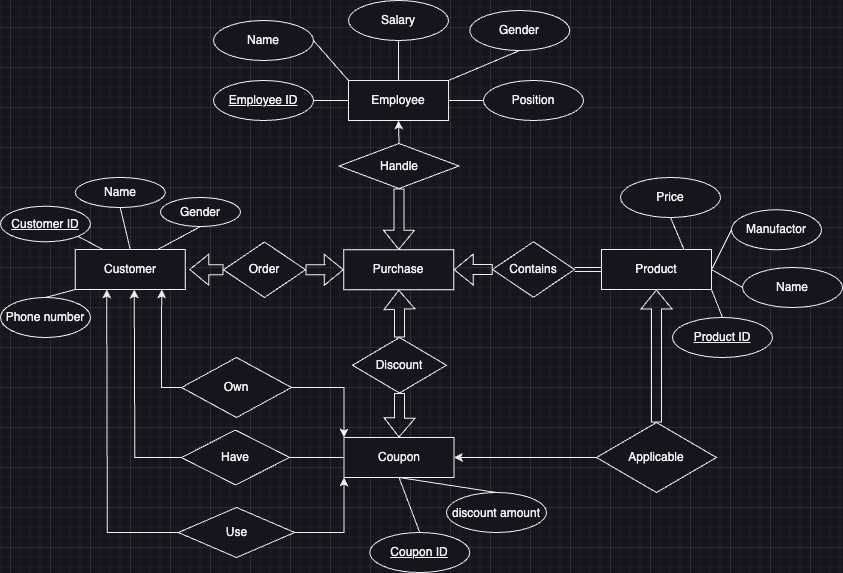 Salary
Gender
Name
Employee ID
Employee
Position
Handle
Name
Price
Customer ID
Gender
Manufactor
Customer
Order
Purchase
Contains
Product
Name
Phone number
Product ID
Discount
Own
Have
Coupon
Applicable
discount amount
Use
Coupon ID